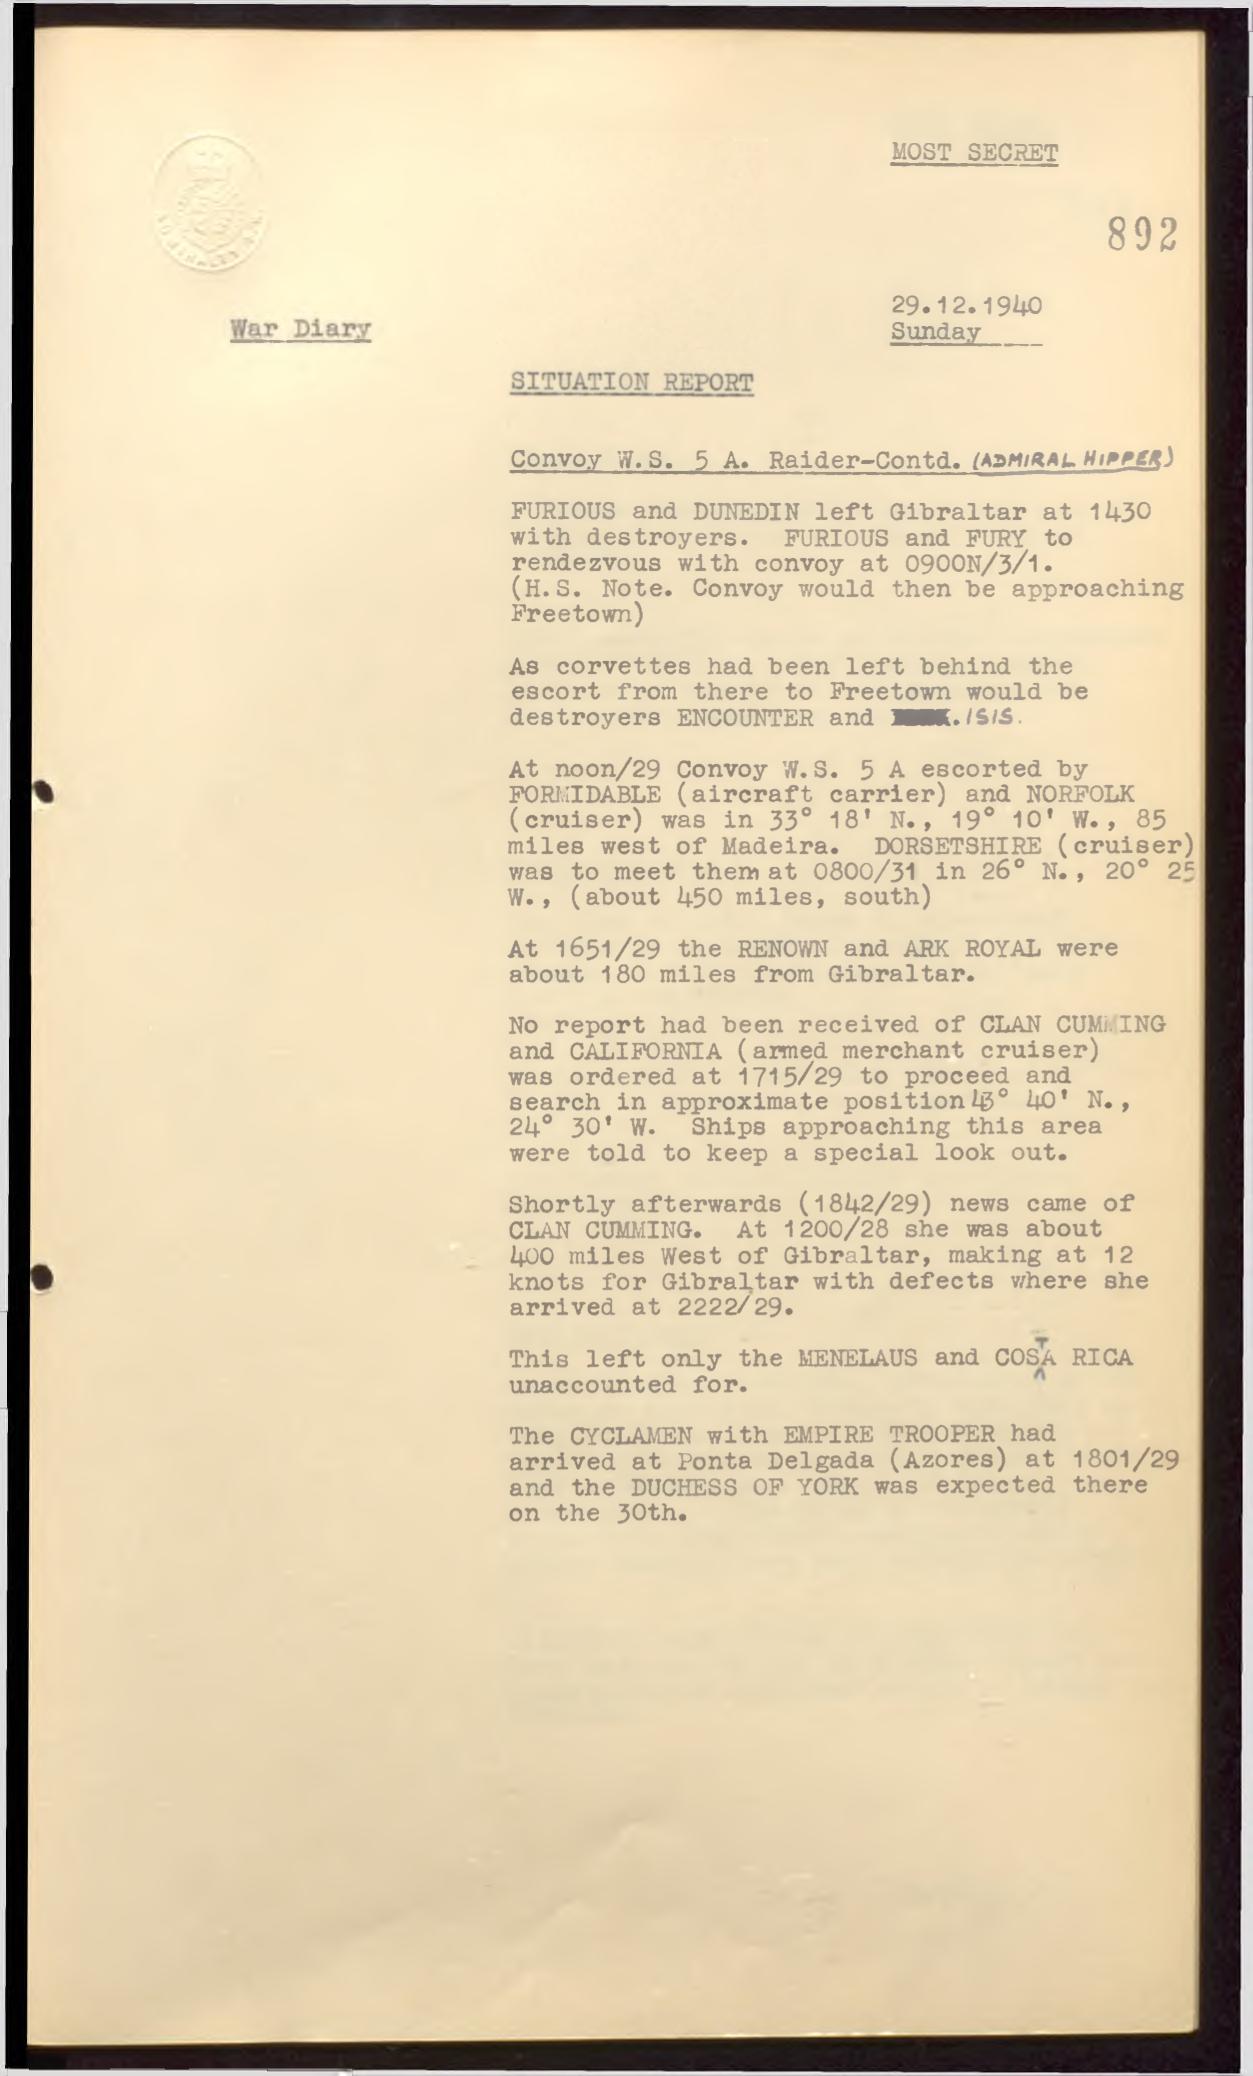 MOST SECRET
892
29.12.1940
Sunday
War Diary
SITUATION REPORT
Convoy W.S. 5 A. Raider-Contd. (ADMIRAL HIPPER)
FURIOUS and DUNEDIN left Gibraltar at 1430
with destroyers. FURIOUS and FURY to
rendezvous with convoy at 0900N/3/1.
(H.S. Note. Convoy would then be approaching
Freetown)
As corvettes had been left behind the
escort from there to Freetown would be
destroyers ENCOUNTER and . ISIS.
At noon/29 Convoy W.S. 5 A escorted by
FORMIDABLE (aircraft carrier) and NORFOLK
(cruiser) was in 33° 18' N., 19° 10' W., 85
miles west of Madeira. DORSETSHIRE (cruiser)
was to meet them at 0800/31 in 26° N., 20° 25
W., (about 450 miles, south)
At 1651/29 the RENOWN and ARK ROYAL were
about 180 miles from Gibraltar.
No report had been received of CLAN CUMMING
and CALIFORNIA (armed merchant cruiser)
was ordered at 1715/29 to proceed and
search in approximate position 43° 40' N.,
24° 30' W. Ships approaching this area
were told to keep a special look out.
Shortly afterwards (1842/29) news came of
CLAN CUMMING. At 1200/28 she was about
400 miles West of Gibraltar, making at 12
knots for Gibraltar with defects where she
arrived at 2222/29.
This left only the MENELAUS and COSTA RICA
unaccounted for.
The CYCLAMEN with EMPIRE TROOPER had
arrived at Ponta Delgada (Azores) at 1801/29
and the DUCHESS OF YORK was expected there
on the 30th.